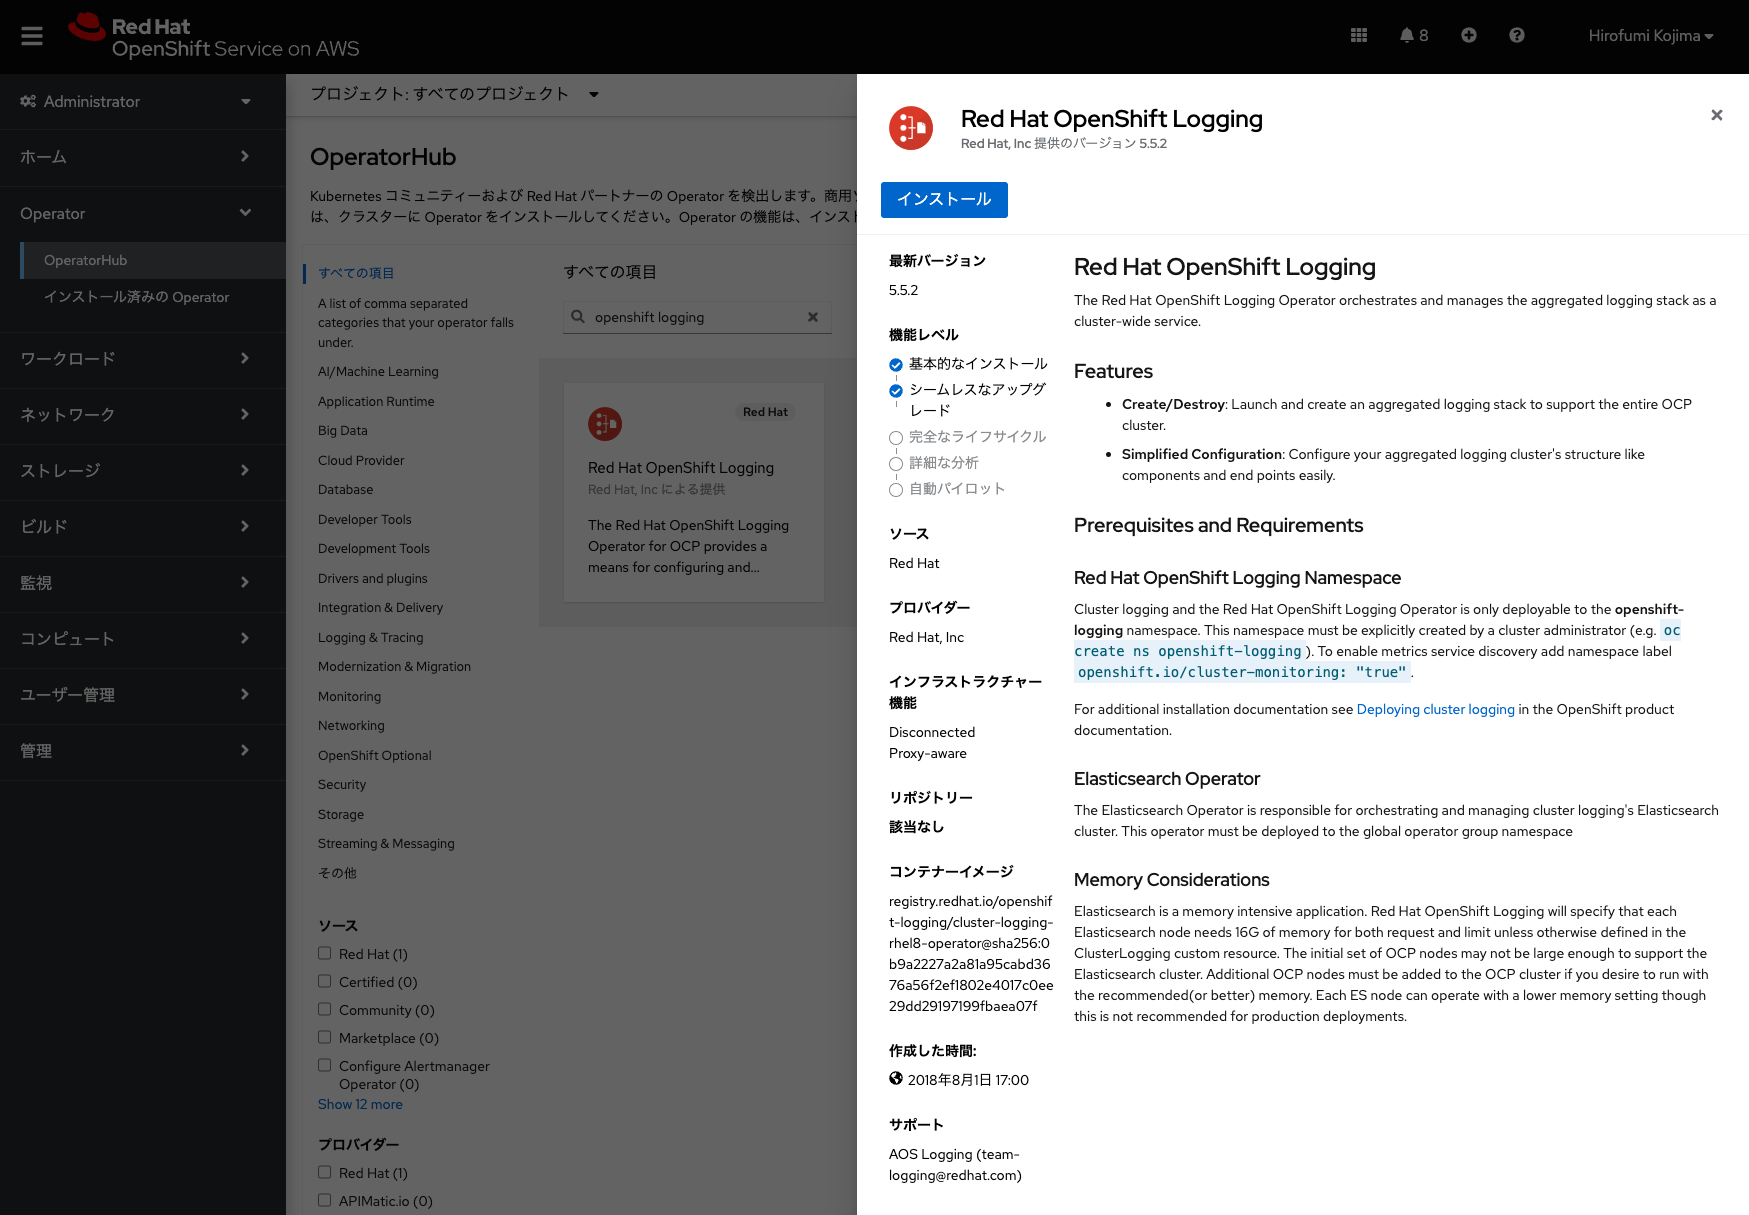 Red Hat
OpenShift Service on AWS
8
Hirofumi Kojima
Administrator
ホーム
Operator
OperatorHub
インストール済みの Operator
ワークロード
ネットワーク
ストレージ
ビルド
監視
コンピュート
ユーザー管理
管理
プロジェクト: すべてのプロジェクト
OperatorHub
Kubernetes コミュニティーおよび Red Hat パートナーの Operator を検出します。商用
は、クラスターに Operator をインストールしてください。Operator の機能は、インス
すべての項目
A list of comma separated
categories that your operator falls
under.
AI/Machine Learning
Application Runtime
Big Data
Cloud Provider
Database
Developer Tools
Development Tools
Drivers and plugins
Integration & Delivery
Logging & Tracing
Modernization & Migration
Monitoring
Networking
OpenShift Optional
Security
Storage
Streaming & Messaging
その他
ソース
Red Hat (1)
Certified (0)
Community (0)
Marketplace (0)
Configure Alertmanager
Operator (0)
Show 12 more
プロバイダー
Red Hat (1)
APIMatic.io (0)
すべての項目
openshift logging
Red Hat
Red Hat OpenShift Logging
Red Hat, Inc による提供
The Red Hat OpenShift Logging
Operator for OCP provides a
means for configuring and...
Red Hat OpenShift Logging
Red Hat, Inc 提供のバージョン 5.5.2
インストール
最新バージョン
5.5.2
機能レベル
基本的なインストール
シームレスなアップグ
レード
完全なライフサイクル
詳細な分析
自動パイロット
ソース
Red Hat
プロバイダー
Red Hat, Inc
インフラストラクチャー
機能
Disconnected
Proxy-aware
リポジトリー
該当なし
コンテナーイメージ
registry.redhat.io/openshif
t-logging/cluster-logging-
rhel8-operator@sha256:0
b9a2227a2a81a95cabd36
76a56f2ef1802e4017c0ee
29dd29197199fbaea07f
作成した時間:
2018年8月1日 17:00
サポート
AOS Logging (team-
logging@redhat.com)
Red Hat OpenShift Logging
The Red Hat OpenShift Logging Operator orchestrates and manages the aggregated logging stack as a
cluster-wide service.
Features
• Create/Destroy: Launch and create an aggregated logging stack to support the entire OCP
cluster.
• Simplified Configuration: Configure your aggregated logging cluster's structure like
components and end points easily.
Prerequisites and Requirements
Red Hat OpenShift Logging Namespace
Cluster logging and the Red Hat OpenShift Logging Operator is only deployable to the openshift-
logging namespace. This namespace must be explicitly created by a cluster administrator (e.g. oc
create ns openshift-logging ). To enable metrics service discovery add namespace label
openshift.io/cluster-monitoring: "true" .
For additional installation documentation see Deploying cluster logging in the OpenShift product
documentation.
Elasticsearch Operator
The Elasticsearch Operator is responsible for orchestrating and managing cluster logging's Elasticsearch
cluster. This operator must be deployed to the global operator group namespace
Memory Considerations
Elasticsearch is a memory intensive application. Red Hat OpenShift Logging will specify that each
Elasticsearch node needs 16G of memory for both request and limit unless otherwise defined in the
ClusterLogging custom resource. The initial set of OCP nodes may not be large enough to support the
Elasticsearch cluster. Additional OCP nodes must be added to the OCP cluster if you desire to run with
the recommended(or better) memory. Each ES node can operate with a lower memory setting though
this is not recommended for production deployments.